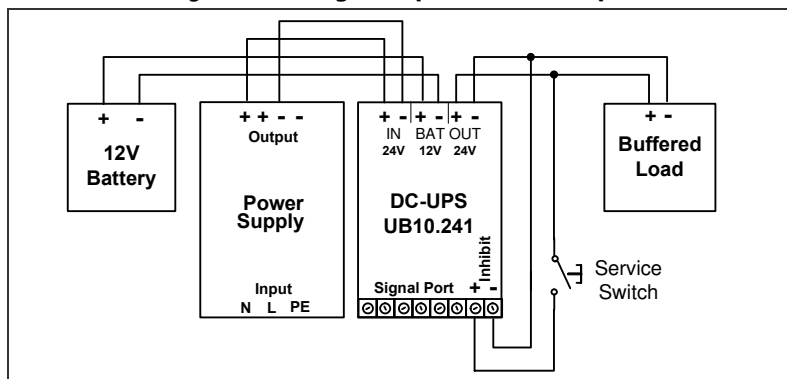 + -
12V
Battery
+ + - -
Output
Power
Supply
Input
N L PE
+ - + - + -
IN BAT OUT
24V 12V 24V
DC-UPS
UB10.241
Inhibit
Signal Port + -
+ -
Buffered
Load
Service
Switch